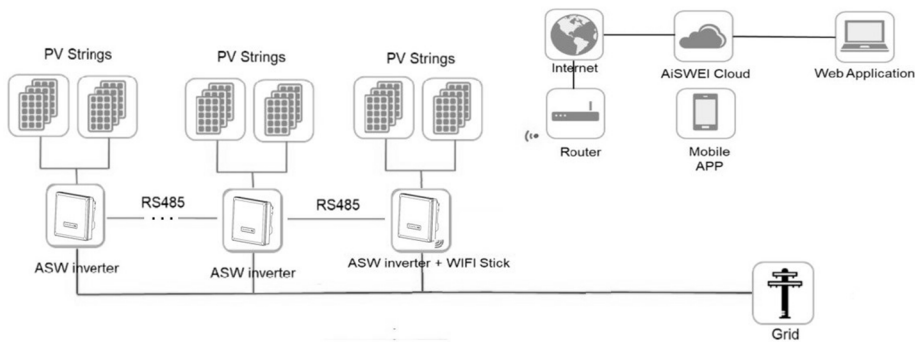 PV Strings
PV Strings
PV Strings
Internet
AiSWEI Cloud
Web Application
Router
Mobile
APP
RS485
RS485
...
ASW inverter
ASW inverter
ASW inverter + WIFI Stick
Grid